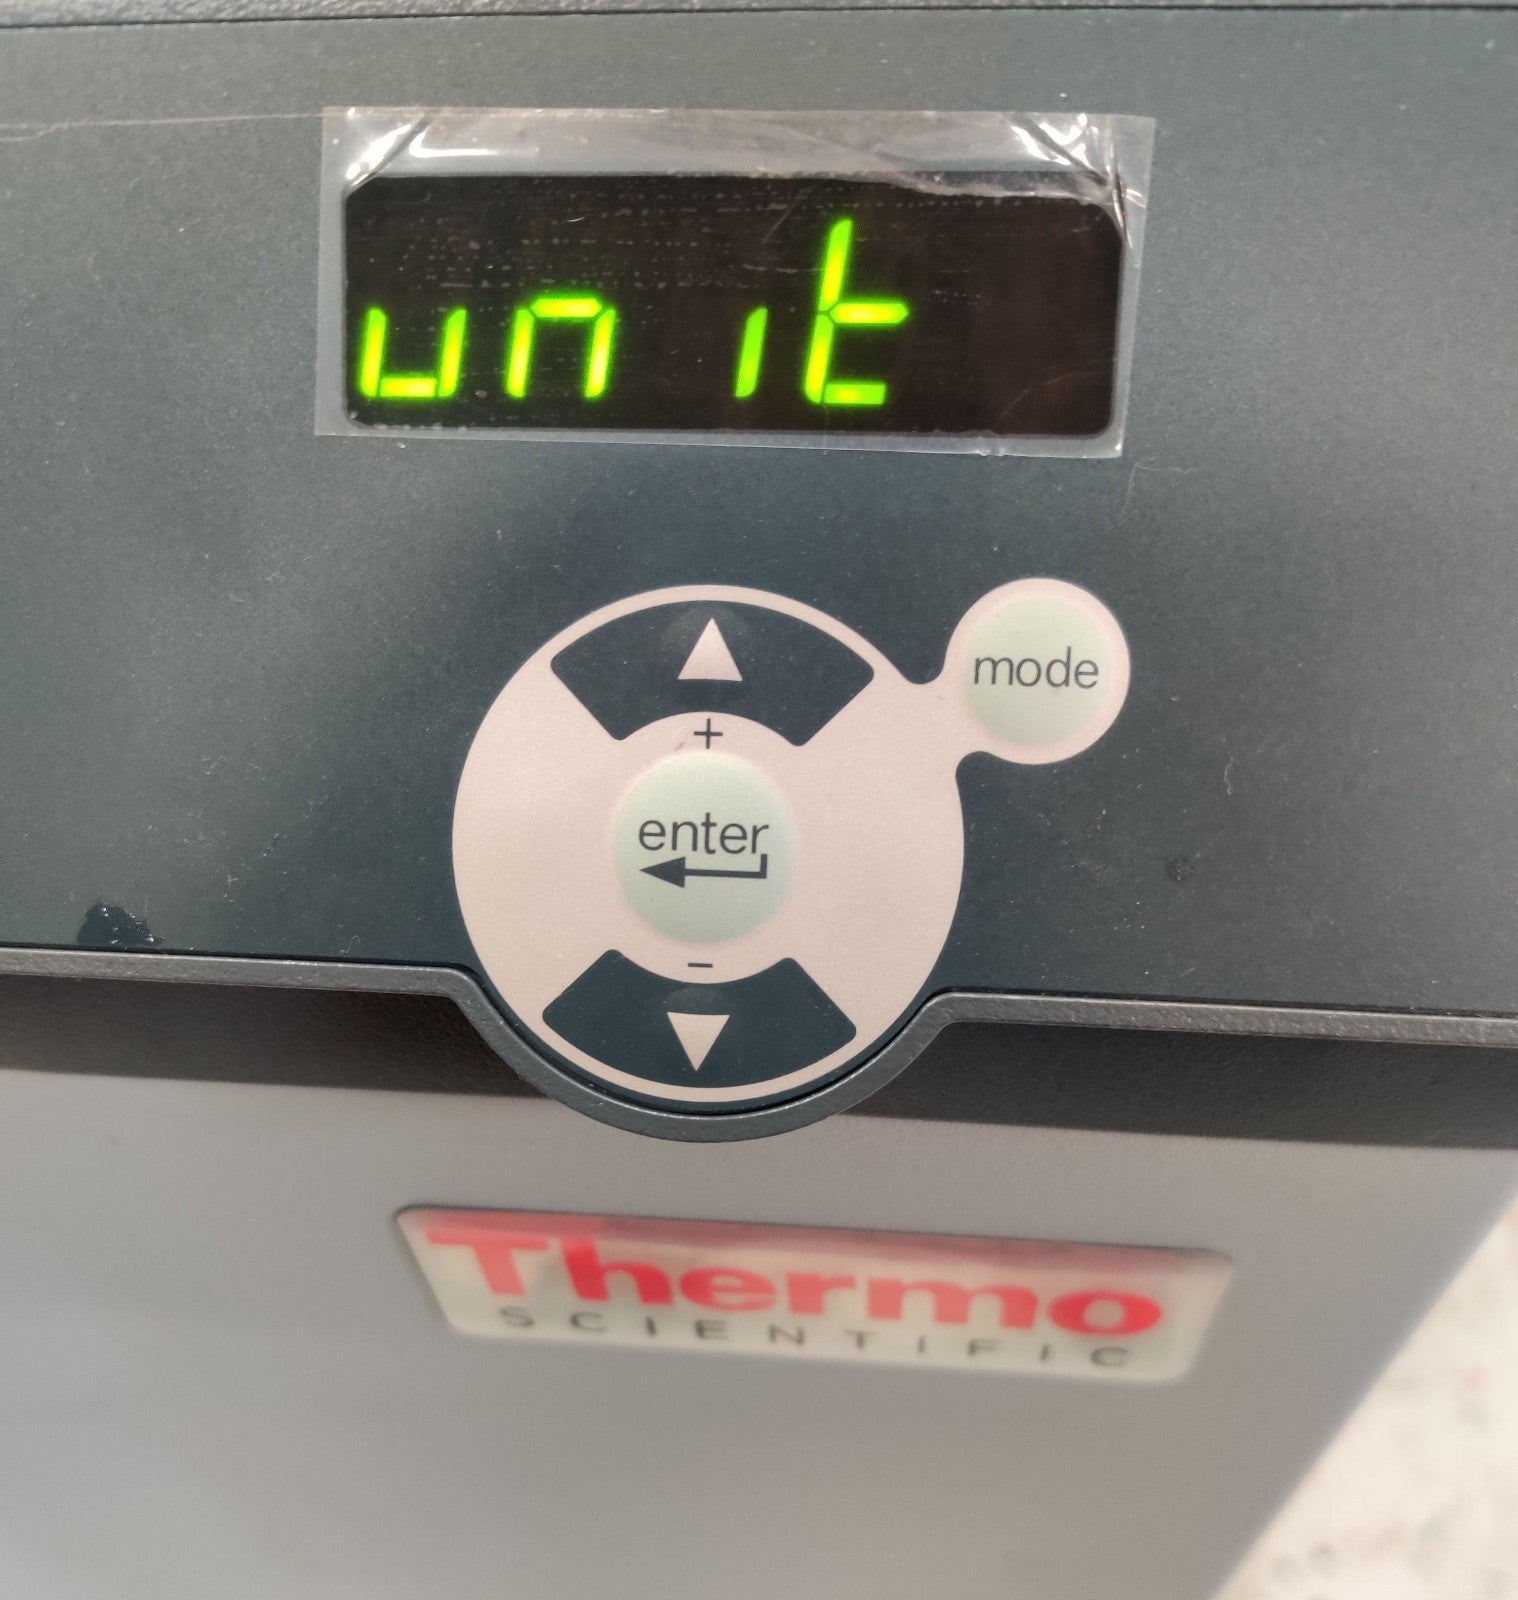 unit
mode
+
enter
-
Thermo
SCIENTIFIC